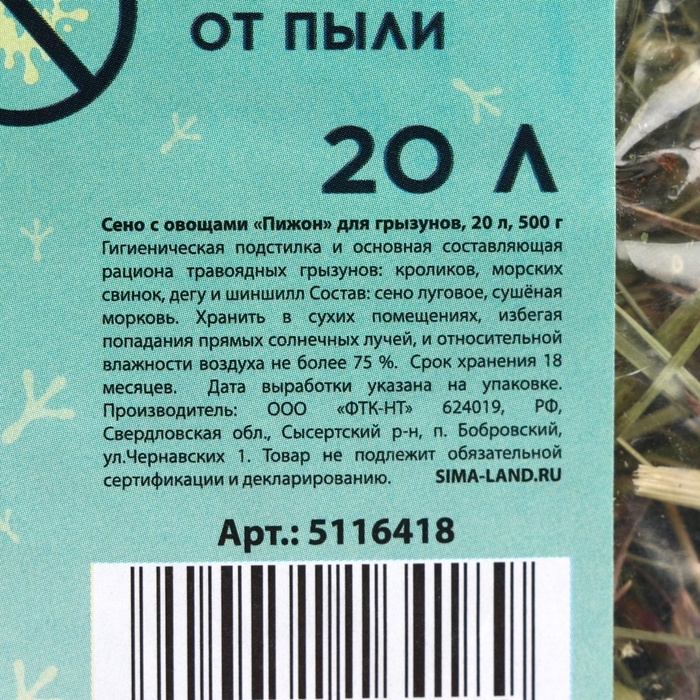 ОТ ПЫЛИ
20 Л
Сено с овощами «Пижон» для грызунов, 20 л, 500 г
Гигиеническая подстилка и основная составляющая
рациона травоядных грызунов: кроликов, морских
свинок, дегу и шиншилл Состав: сено луговое, сушёная
морковь. Хранить в сухих помещениях, избегая
попадания прямых солнечных лучей, и относительной
влажности воздуха не более 75 %. Срок хранения 18
месяцев. Дата выработки указана на упаковке.
Производитель: ООО «ФТК-НТ» 624019, РФ,
Свердловская обл., Сысертский р-н, п. Бобровский,
ул.Чернавских 1. Товар не подлежит обязательной
сертификации и декларированию. SIMA-LAND.RU
Арт.: 5116418